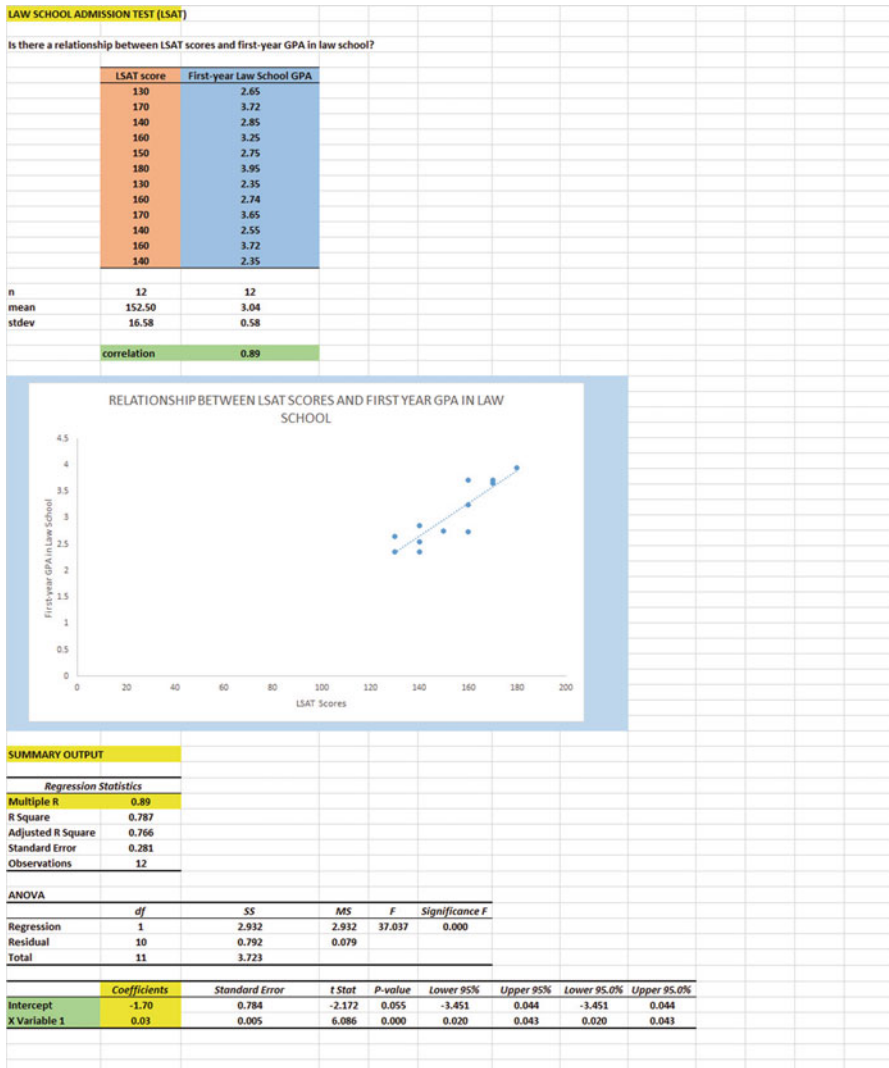 LAW SCHOOL ADMISSION TEST (LSAT)
Is there a relationship between LSAT scores and first-year GPA in law school?
LSAT score First-year Law School GPA
130 2.65
170 3.72
140 2.85
160 3.25
150 2.75
180 3.95
130 2.35
160 2.74
170 3.65
140 2.55
160 3.72
140 2.35
n 12 12
mean 152.50 3.04
stdev 16.58 0.58
correlation 0.89
RELATIONSHIP BETWEEN LSAT SCORES AND FIRST YEAR GPA IN LAW
SCHOOL
First-year GPA in Law School
4.5
4
3.5
3
2.5
2
1.5
1
0.5
0
0 20 40 60 80 100 120 140 160 180 200
LSAT Scores
SUMMARY OUTPUT
Regression Statistics
Multiple R 0.89
R Square 0.787
Adjusted R Square 0.766
Standard Error 0.281
Observations 12
ANOVA
df SS MS F Significance F
Regression 1 2.932 2.932 37.037 0.000
Residual 10 0.792 0.079
Total 11 3.723
Coefficients Standard Error t Stat P-value Lower 95% Upper 95% Lower 95.0% Upper 95.0%
Intercept -1.70 0.784 -2.172 0.055 -3.451 0.044 -3.451 0.044
X Variable 1 0.03 0.005 6.086 0.000 0.020 0.043 0.020 0.043